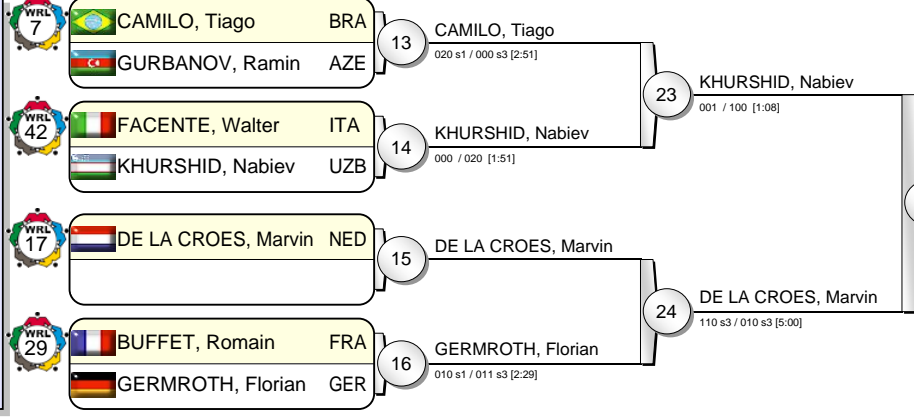 WRL
7
CAMILO, Tiago BRA
GURBANOV, Ramin AZE
13
CAMILO, Tiago
020 s1 / 000 s3 [2:51]
23
KHURSHID, Nabiev
001 / 100 [1:08]
WRL
42
FACENTE, Walter ITA
KHURSHID, Nabiev UZB
14
KHURSHID, Nabiev
000 / 020 [1:51]
WRL
17
DE LA CROES, Marvin NED
15
DE LA CROES, Marvin
24
DE LA CROES, Marvin
110 s3 / 010 s3 [5:00]
WRL
29
BUFFET, Romain FRA
GERMROTH, Florian GER
16
GERMROTH, Florian
010 s1 / 011 s3 [2:29]